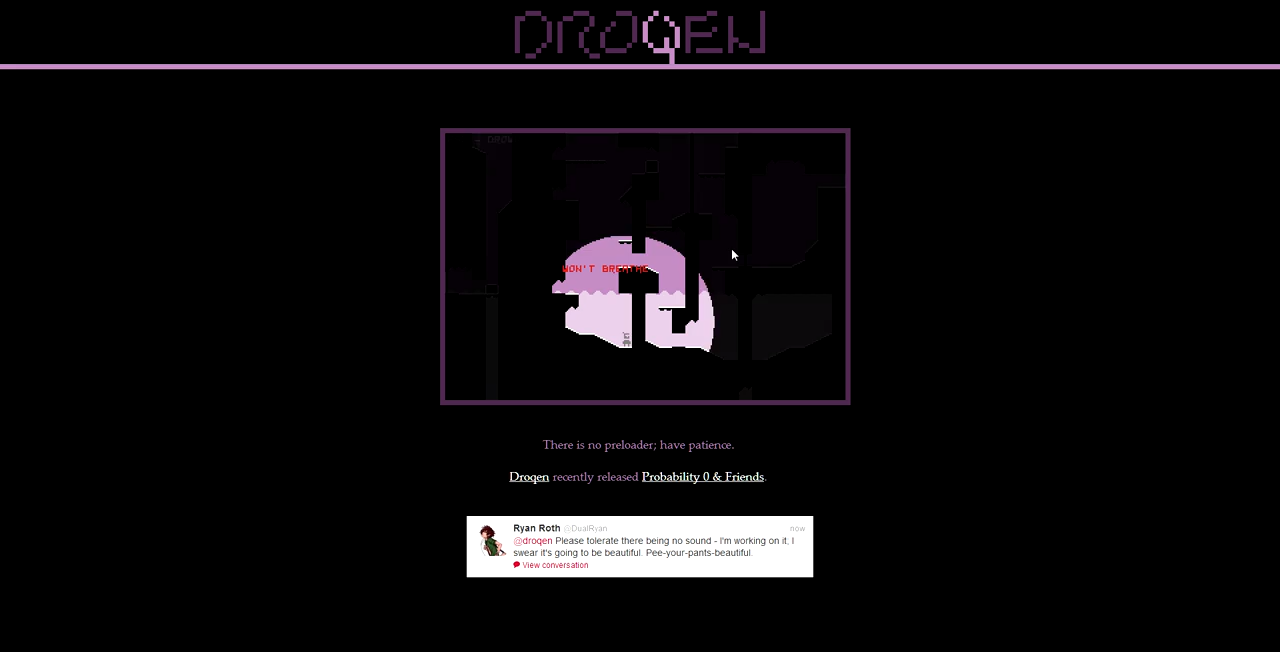 DROQEN
WON'T BREATHE
There is no preloader; have patience.
Droqen recently released Probability 0 & Friends.
Ryan Roth @DualRyan now
@droqen Please tolerate there being no sound - I'm working on it, I
swear it's going to be beautiful. Pee-your-pants-beautiful.
View conversation